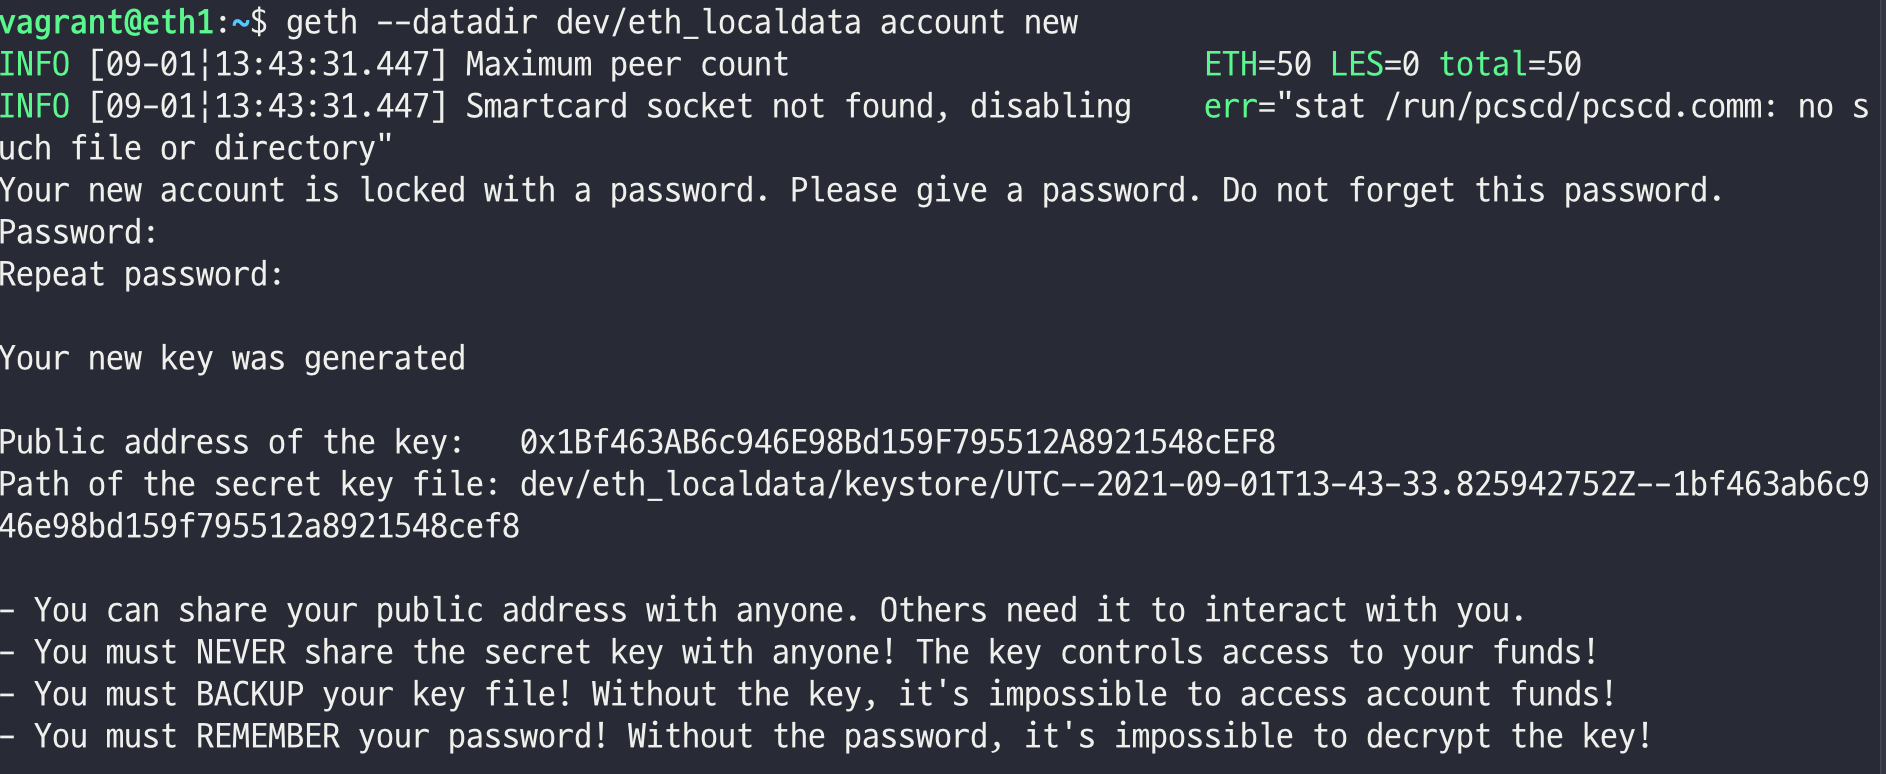 vagrant@eth1:~$ geth --datadir dev/eth_localdata account new
INFO [09-01|13:43:31.447] Maximum peer count                       ETH=50 LES=0 total=50
INFO [09-01|13:43:31.447] Smartcard socket not found, disabling    err="stat /run/pcscd/pcscd.comm: no s
uch file or directory"
Your new account is locked with a password. Please give a password. Do not forget this password.
Password:
Repeat password:

Your new key was generated

Public address of the key:   0x1Bf463AB6c946E98Bd159F795512A8921548cEF8
Path of the secret key file: dev/eth_localdata/keystore/UTC--2021-09-01T13-43-33.825942752Z--1bf463ab6c9
46e98bd159f795512a8921548cef8

- You can share your public address with anyone. Others need it to interact with you.
- You must NEVER share the secret key with anyone! The key controls access to your funds!
- You must BACKUP your key file! Without the key, it's impossible to access account funds!
- You must REMEMBER your password! Without the password, it's impossible to decrypt the key!